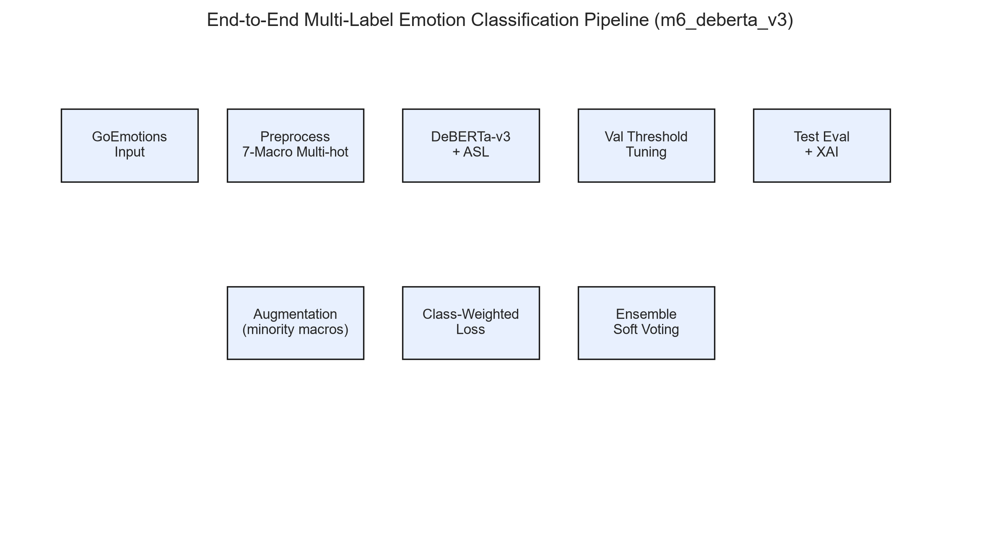 End-to-End Multi-Label Emotion Classification Pipeline (m6_deberta_v3)
GoEmotions
Input
Preprocess
7-Macro Multi-hot
DeBERTa-v3
+ ASL
Val Threshold
Tuning
Test Eval
+ XAI
Augmentation
(minority macros)
Class-Weighted
Loss
Ensemble
Soft Voting